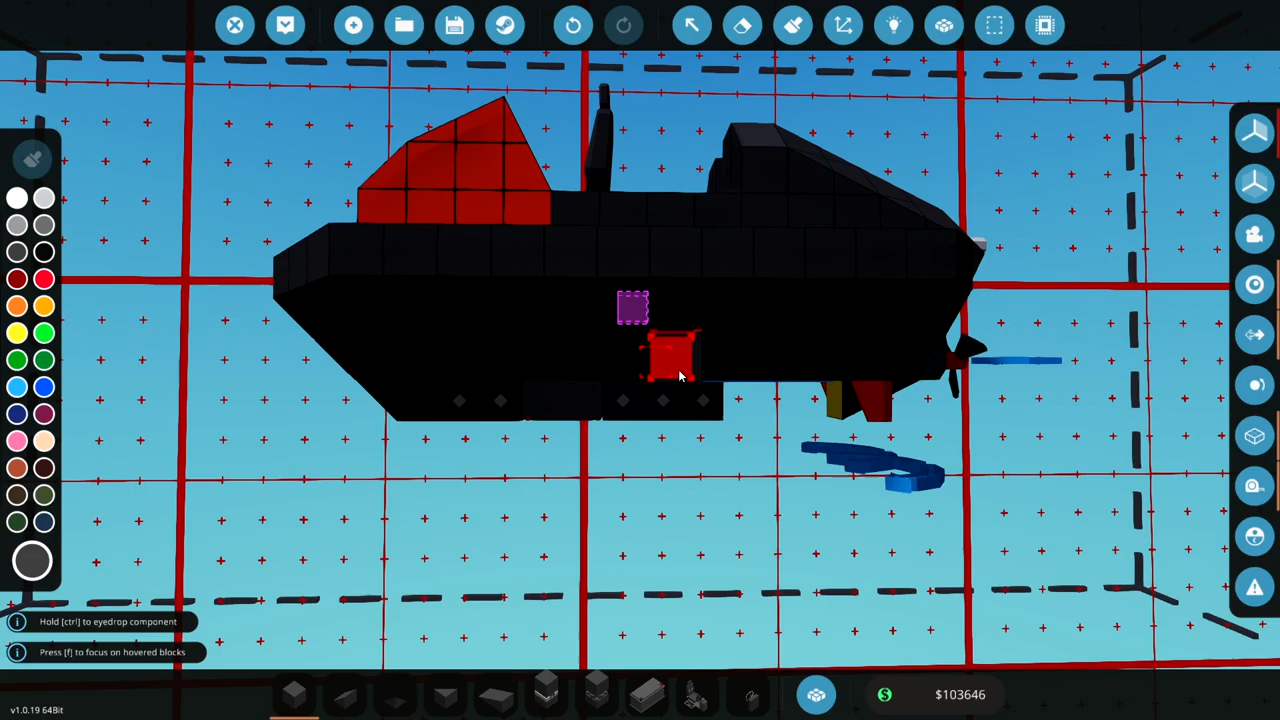 Hold [ctrl] to eyedrop component
Press [f] to focus on hovered blocks
$103646
v1.0.19 64Bit